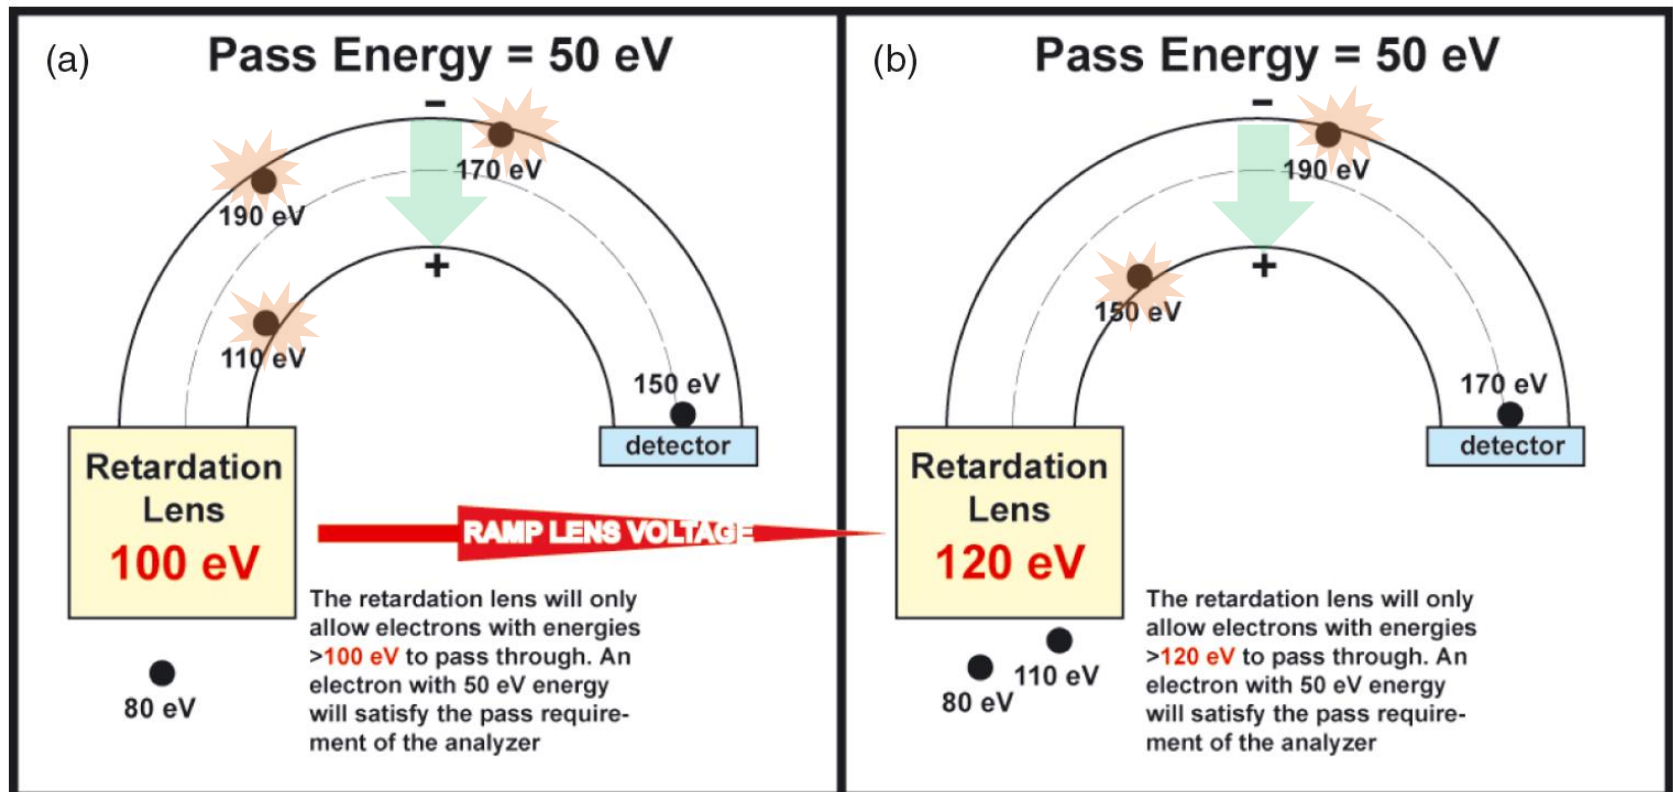 (a)
Pass Energy = 50 eV
–
170 eV
190 eV
+
110 eV
150 eV
detector
Retardation
Lens
100 eV
RAMP LENS VOLTAGE
The retardation lens will only
allow electrons with energies
>100 eV to pass through. An
electron with 50 eV energy
will satisfy the pass require-
ment of the analyzer
80 eV
(b)
Pass Energy = 50 eV
–
190 eV
+
150 eV
170 eV
detector
Retardation
Lens
120 eV
The retardation lens will only
allow electrons with energies
>120 eV to pass through. An
electron with 50 eV energy
will satisfy the pass require-
ment of the analyzer
110 eV
80 eV